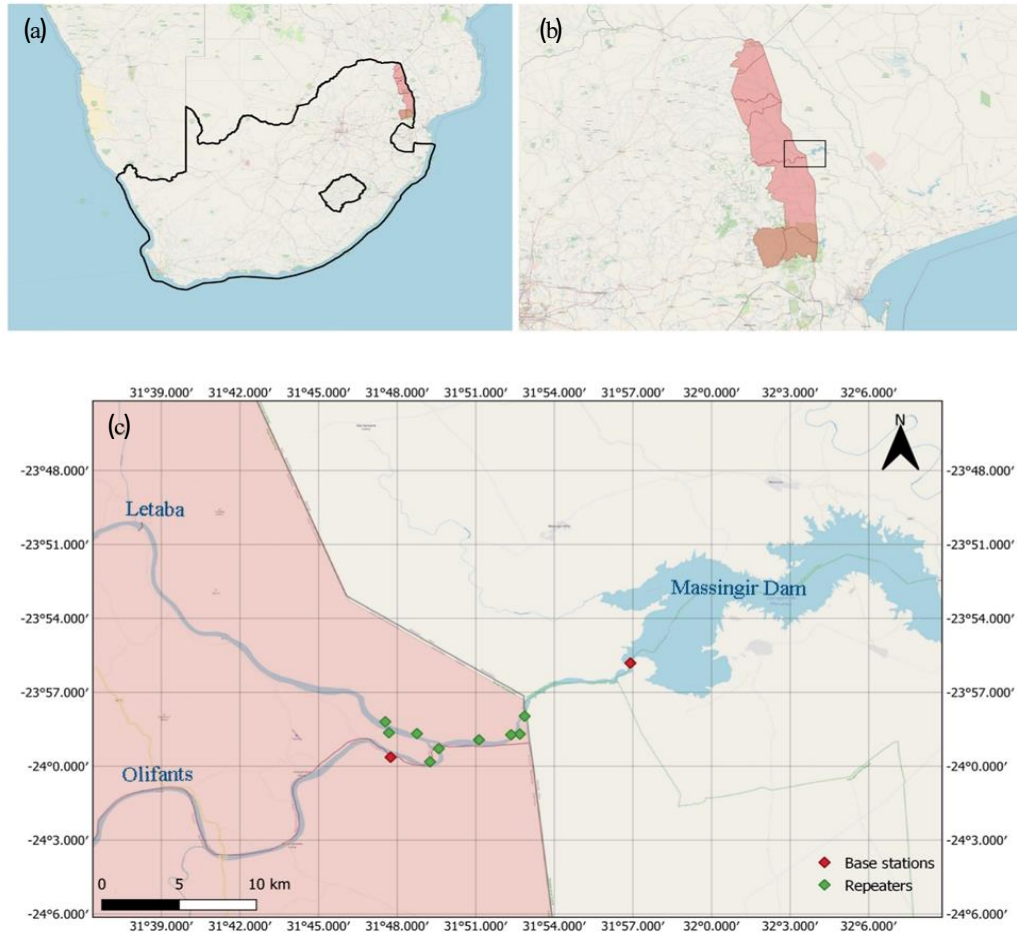 (a)
(b)
31°39.000′ 31°42.000′ 31°45.000′ 31°48.000′ 31°51.000′ 31°54.000′ 31°57.000′ 32°0.000′ 32°3.000′ 32°6.000′
(c)
N
-23°48.000′ -23°48.000′
Letaba
-23°51.000′ -23°51.000′
Massingir Dam
-23°54.000′ -23°54.000′
-23°57.000′ -23°57.000′
-24°0.000′ -24°0.000′
Olifants
-24°3.000′ -24°3.000′
Base stations
0 5 10 km
Repeaters
-24°6.000′ -24°6.000′
31°39.000′ 31°42.000′ 31°45.000′ 31°48.000′ 31°51.000′ 31°54.000′ 31°57.000′ 32°0.000′ 32°3.000′ 32°6.000′